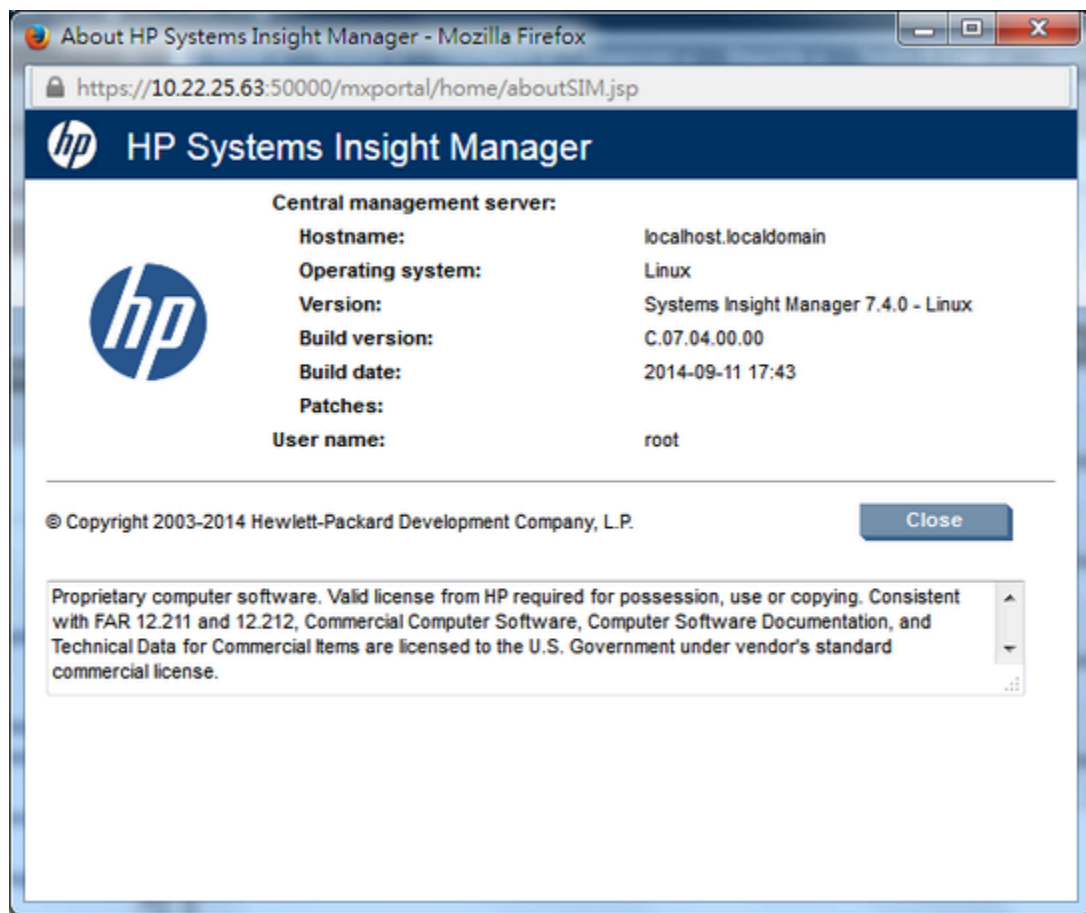 About HP Systems Insight Manager - Mozilla Firefox
https://10.22.25.63:50000/mxportal/home/aboutSIM.jsp
hp HP Systems Insight Manager
hp
Central management server:
Hostname: localhost.localdomain
Operating system: Linux
Version: Systems Insight Manager 7.4.0 - Linux
Build version: C.07.04.00.00
Build date: 2014-09-11 17:43
Patches:
User name: root
© Copyright 2003-2014 Hewlett-Packard Development Company, L.P.
Close
Proprietary computer software. Valid license from HP required for possession, use or copying. Consistent
with FAR 12.211 and 12.212, Commercial Computer Software, Computer Software Documentation, and
Technical Data for Commercial Items are licensed to the U.S. Government under vendor's standard
commercial license.